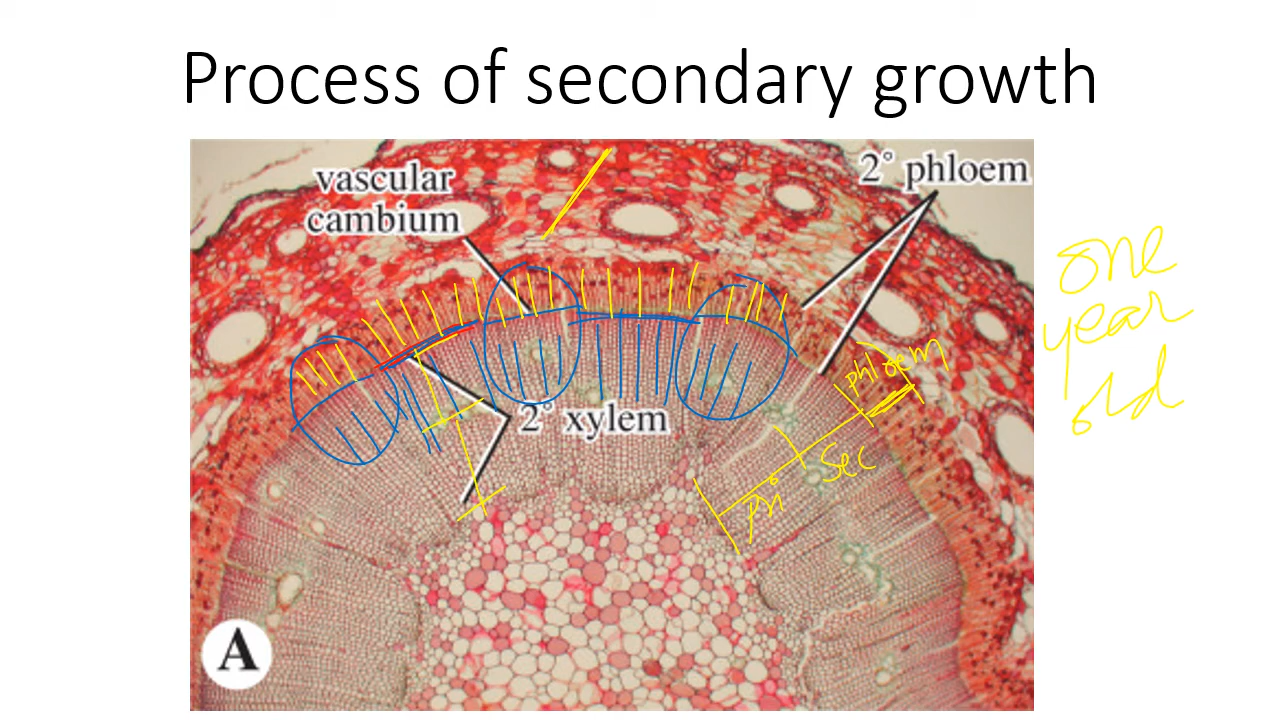 Process of secondary growth
vascular
cambium
2° phloem
one
year
old
phloem
2° xylem
Sec
Pri
A